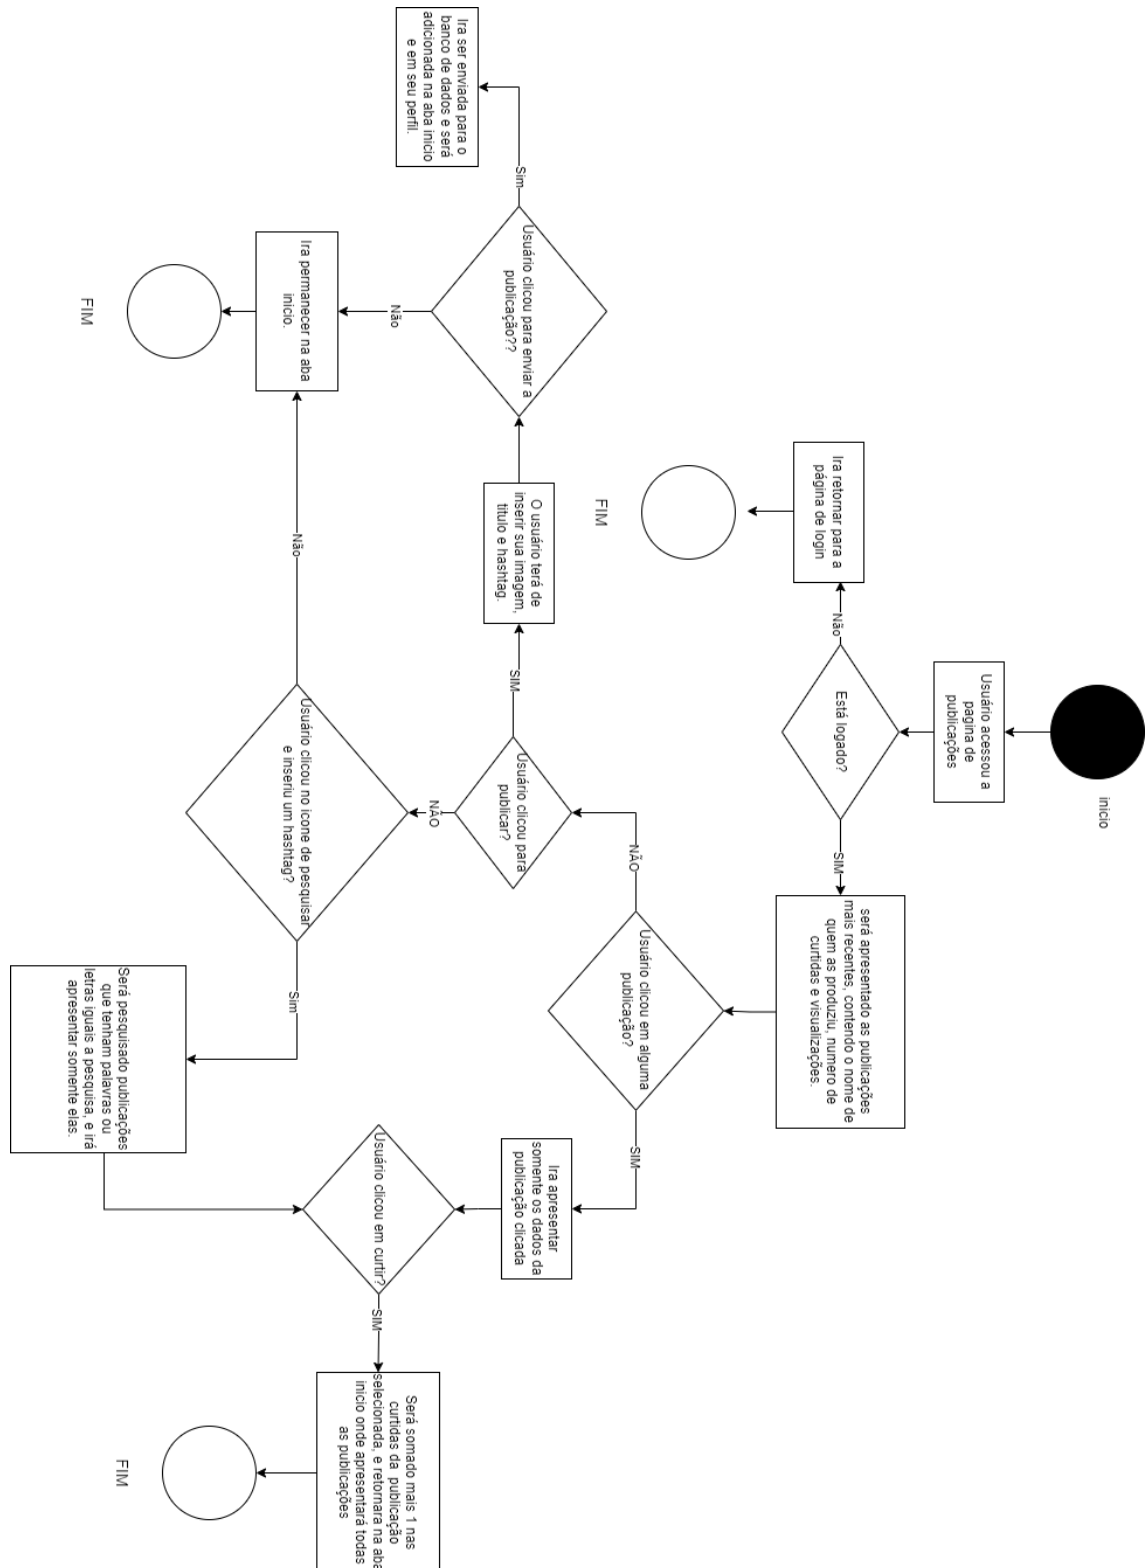 inicio
Usuário acessou a
pagina de
publicações
Está logado?
Não
SIM
Ira retornar para a
página de login
FIM
será apresentado as publicações
mais recentes, contendo o nome de
quem as produziu, numero de
curtidas e visualizações.
Usuário clicou em alguma
publicação?
NÃO
SIM
Usuário clicou para
publicar?
SIM
NÃO
Ira apresentar
somente os dados da
publicação clicada
O usuário terá de
inserir sua imagem,
titulo e hashtag.
Usuário clicou para enviar a
publicação??
Sim
Não
Ira ser enviada para o
banco de dados e será
adicionada na aba inicio
e em seu perfil.
Usuário clicou no icone de pesquisar
e inseriu um hashtag?
Não
Sim
Ira permanecer na aba
inicio.
FIM
Será pesquisado publicações
que tenham palavras ou
letras iguais a pesquisa, e irá
apresentar somente elas.
Usuário clicou em curtir?
SIM
Será somado mais 1 nas
curtidas da publicação
selecionada, e retornara na aba
inicio onde apresentará todas
as publicações
FIM